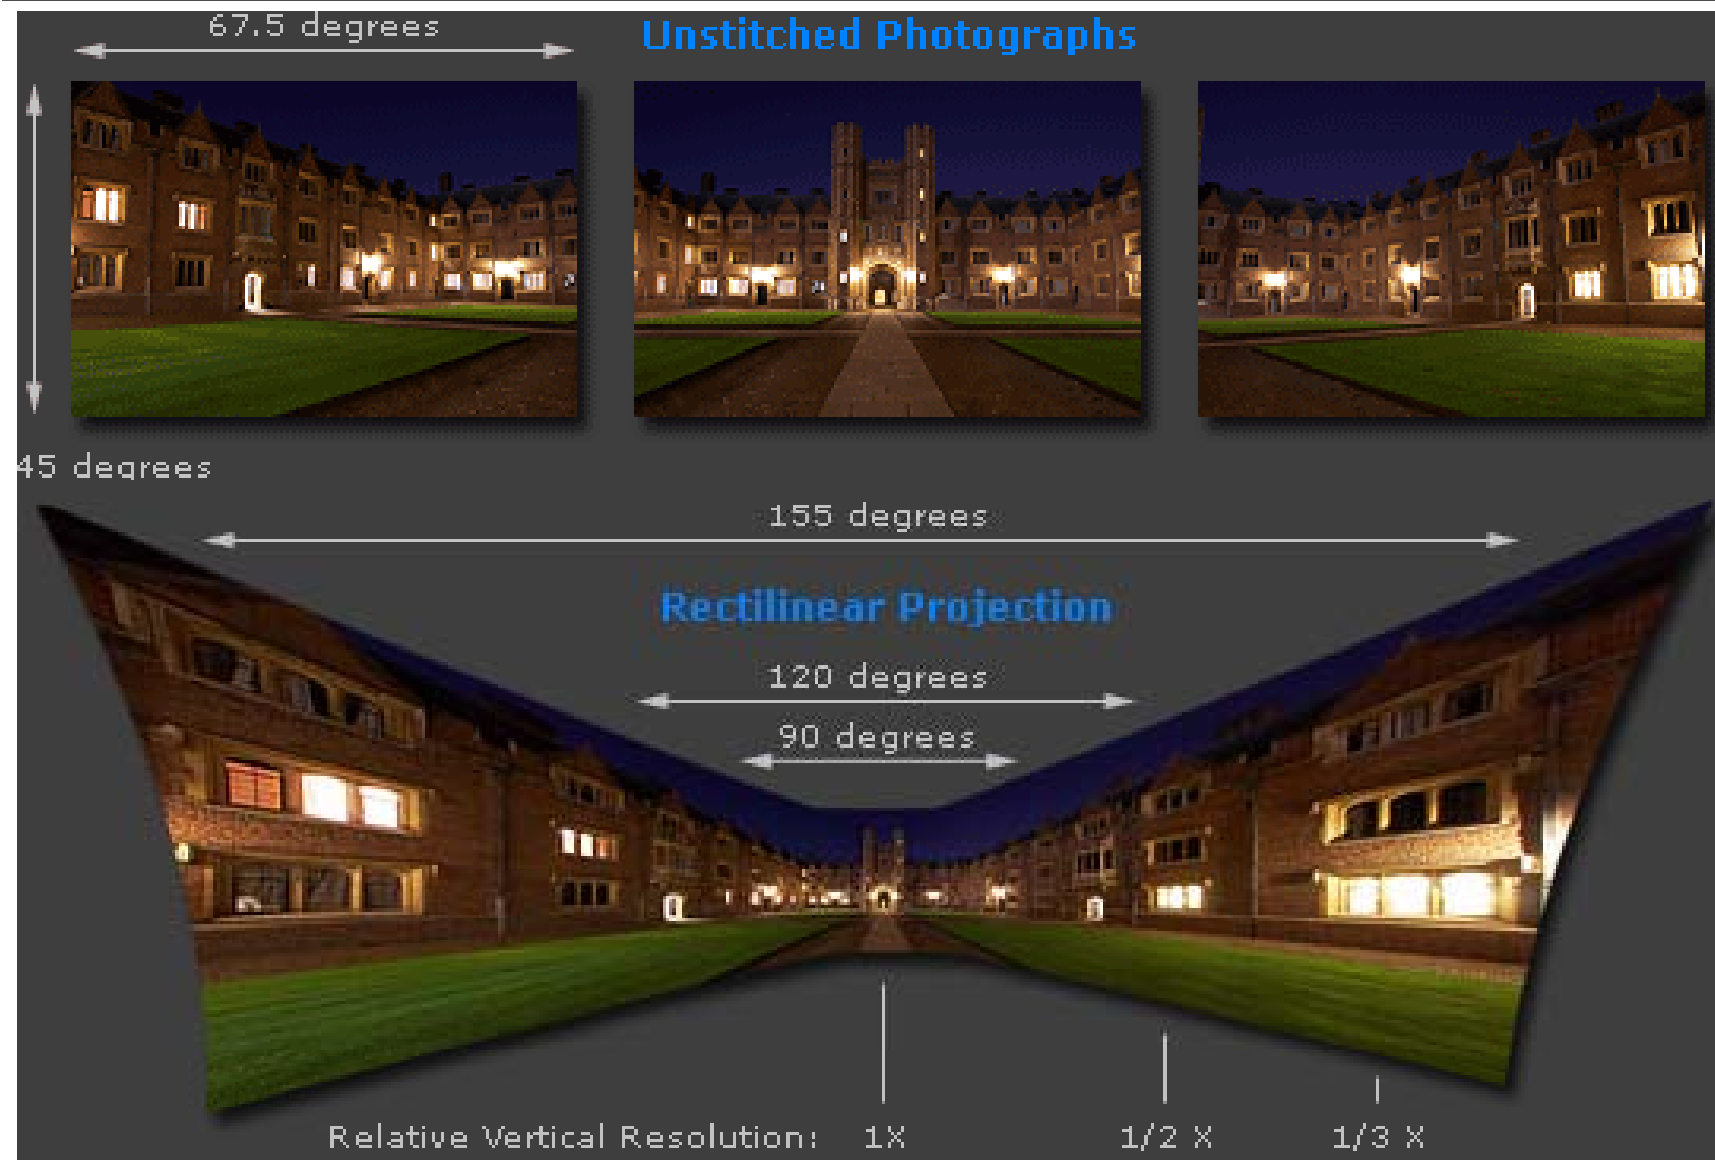 67.5 degrees
Unstitched Photographs
45 degrees
155 degrees
Rectilinear Projection
120 degrees
90 degrees
Relative Vertical Resolution: 1X 1/2 X 1/3 X